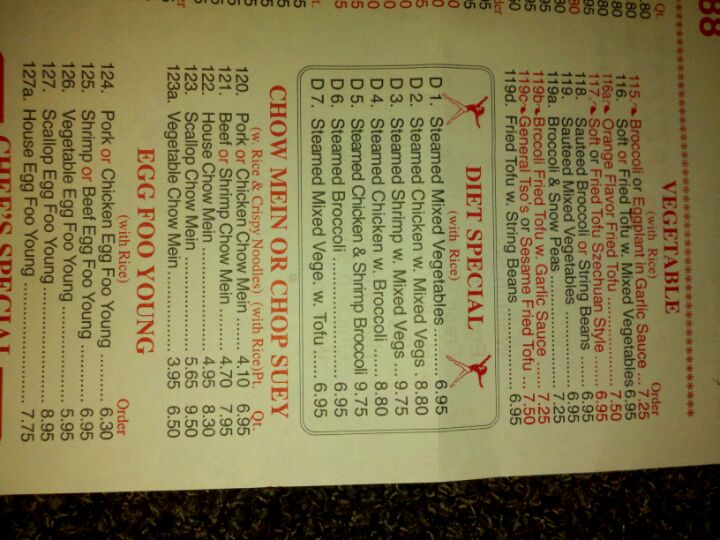 88
Qt.
VEGETABLE
(with Rice) Order
115. Broccoli or Eggplant in Garlic Sauce ... 7.25
116. Soft or Fried Tofu w. Mixed Vegetables 6.95
116a. Orange Flavor Fried Tofu .......... 7.50
117. Soft or Fried Tofu Szechuan Style .... 6.95
118. Sauteed Broccoli or String Beans ..... 6.95
119. Sauteed Mixed Vegetables ............ 6.95
119a. Broccoli & Snow Peas ............... 7.25
119b. Broccoli Fried Tofu w. Garlic Sauce .... 7.25
119c. General Tso's or Sesame Fried Tofu ... 7.50
119d. Fried Tofu w. String Beans ........... 6.95
DIET SPECIAL
(with Rice)
D 1. Steamed Mixed Vegetables ........ 6.95
D 2. Steamed Chicken w. Mixed Vegs . 8.80
D 3. Steamed Shrimp w. Mixed Vegs ... 9.75
D 4. Steamed Chicken w. Broccoli ....... 8.80
D 5. Steamed Chicken & Shrimp Broccoli 9.75
D 6. Steamed Broccoli ..................... 6.95
D 7. Steamed Mixed Vege. w. Tofu ...... 6.95
CHOW MEIN OR CHOP SUEY
(w. Rice & Crispy Noodles) (with Rice) Pt. Qt.
120. Pork or Chicken Chow Mein ... 4.10 6.95
121. Beef or Shrimp Chow Mein .... 4.70 7.95
122. House Chow Mein ............... 4.95 8.30
123. Scallop Chow Mein .............. 5.65 9.50
123a. Vegetable Chow Mein .......... 3.95 6.50
EGG FOO YOUNG
(with Rice) Order
124. Pork or Chicken Egg Foo Young ....... 6.30
125. Shrimp or Beef Egg Foo Young ........ 6.95
126. Vegetable Egg Foo Young .............. 5.95
127. Scallop Egg Foo Young ................. 8.95
127a. House Egg Foo Young .................. 7.75
CHEF'S SPECIAL